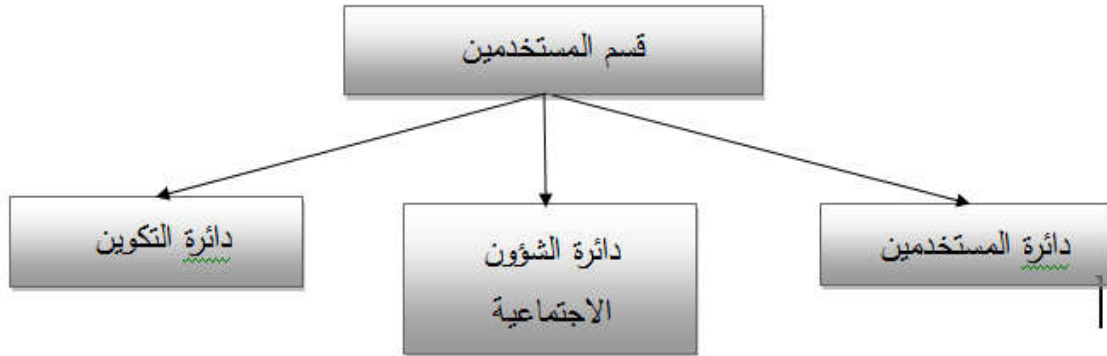 قسم المستخدمين
دائرة المستخدمين
دائرة الشؤون
الاجتماعية
دائرة التكوين